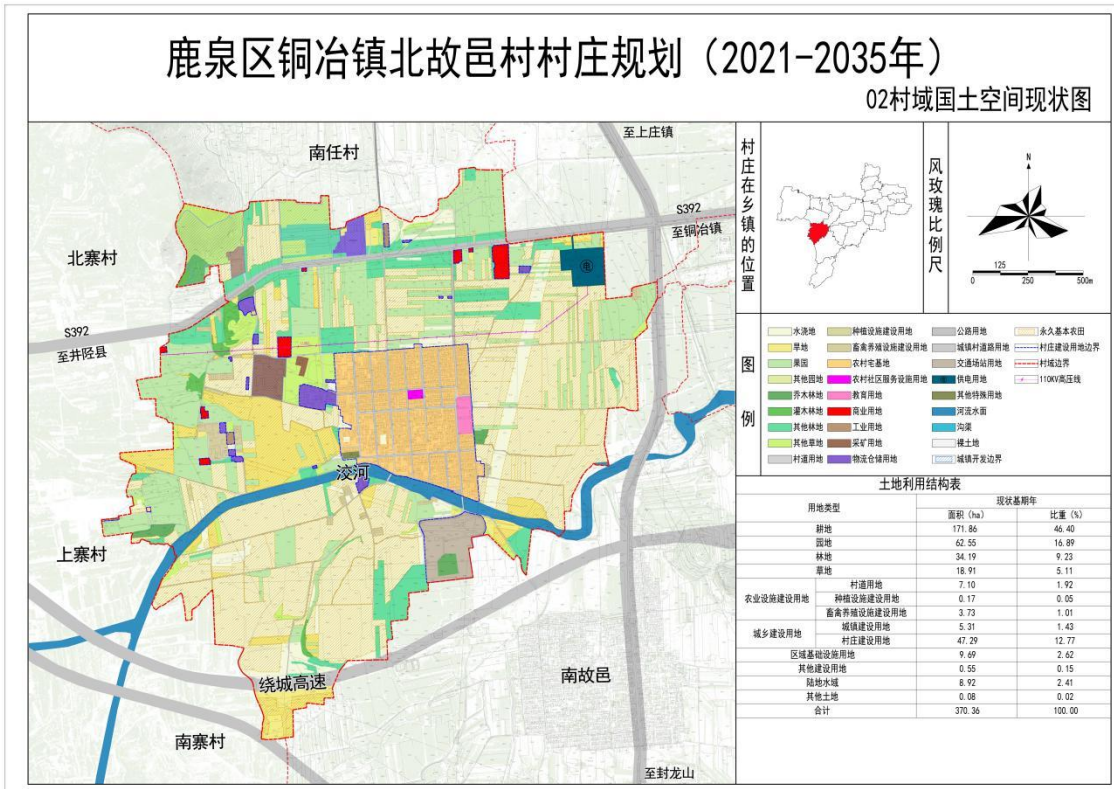 鹿泉区铜冶镇北故邑村村庄规划（2021-2035年）
02村域国土空间现状图
南任村
至上庄镇
S392
至铜冶镇
北寨村
S392
至井陉县
电
洨河
上寨村
绕城高速
南故邑
南寨村
至封龙山
村庄在乡镇的位置
风玫瑰比例尺
N
125
0 250 500m
图例
水浇地
旱地
果园
其他园地
乔木林地
灌木林地
其他林地
其他草地
村道用地
种植设施建设用地
畜禽养殖设施建设用地
农村宅基地
农村社区服务设施用地
教育用地
商业用地
工业用地
采矿用地
物流仓储用地
公路用地
城镇村道路用地
交通场站用地
供电用地
其他特殊用地
河流水面
沟渠
裸土地
城镇开发边界
永久基本农田
村庄建设用地边界
村域边界
110KV高压线
土地利用结构表
用地类型 现状基期年
面积（ha） 比重（%）
耕地 171.86 46.40
园地 62.55 16.89
林地 34.19 9.23
草地 18.91 5.11
农业设施建设用地 村道用地 7.10 1.92
种植设施建设用地 0.17 0.05
畜禽养殖设施建设用地 3.73 1.01
城乡建设用地 城镇建设用地 5.31 1.43
村庄建设用地 47.29 12.77
区域基础设施用地 9.69 2.62
其他建设用地 0.55 0.15
陆地水域 8.92 2.41
其他土地 0.08 0.02
合计 370.36 100.00